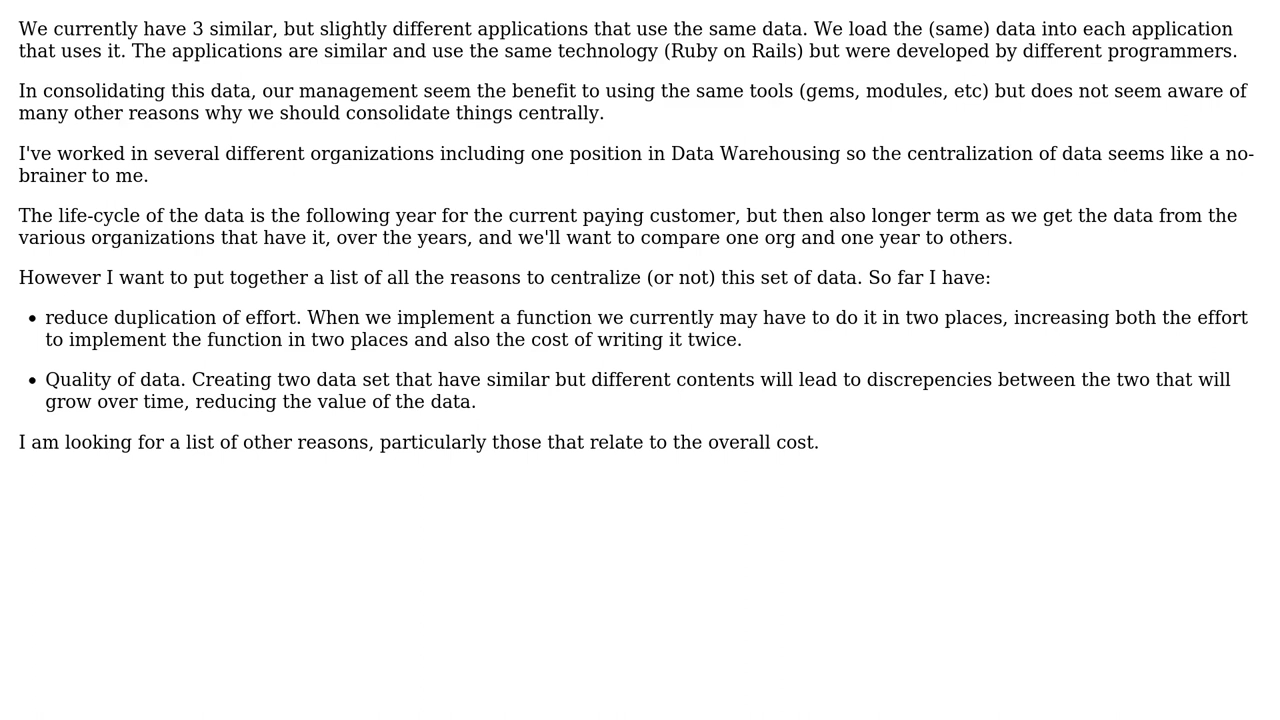 We currently have 3 similar, but slightly different applications that use the same data. We load the (same) data into each application
that uses it. The applications are similar and use the same technology (Ruby on Rails) but were developed by different programmers.
In consolidating this data, our management seem the benefit to using the same tools (gems, modules, etc) but does not seem aware of
many other reasons why we should consolidate things centrally.
I've worked in several different organizations including one position in Data Warehousing so the centralization of data seems like a no-
brainer to me.
The life-cycle of the data is the following year for the current paying customer, but then also longer term as we get the data from the
various organizations that have it, over the years, and we'll want to compare one org and one year to others.
However I want to put together a list of all the reasons to centralize (or not) this set of data. So far I have:
• reduce duplication of effort. When we implement a function we currently may have to do it in two places, increasing both the effort
to implement the function in two places and also the cost of writing it twice.
• Quality of data. Creating two data set that have similar but different contents will lead to discrepencies between the two that will
grow over time, reducing the value of the data.
I am looking for a list of other reasons, particularly those that relate to the overall cost.